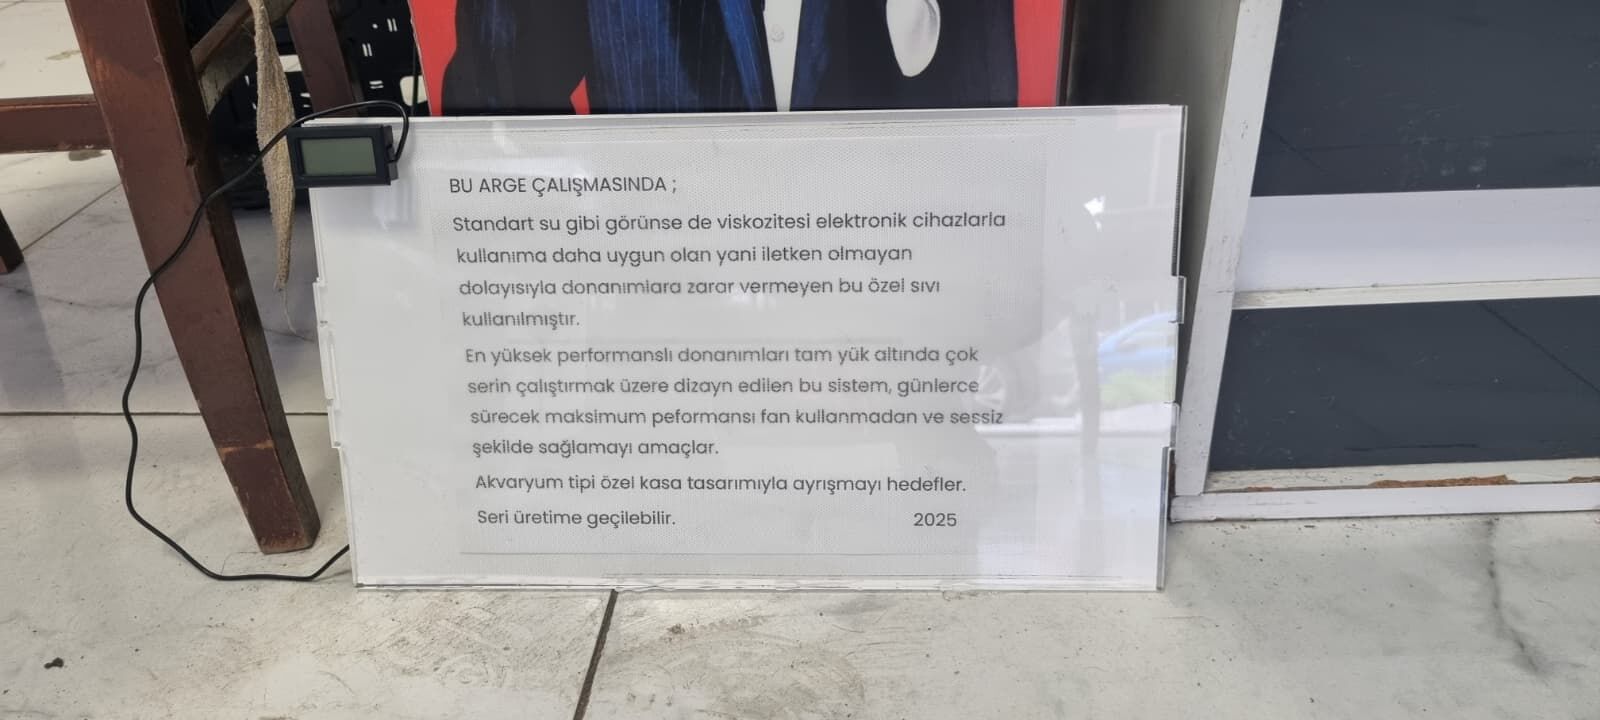 BU ARGE ÇALIŞMASINDA ;
Standart su gibi görünse de viskozitesi elektronik cihazlarla
kullanıma daha uygun olan yani iletken olmayan
dolayısıyla donanımlara zarar vermeyen bu özel sıvı
kullanılmıştır.
En yüksek performanslı donanımları tam yük altında çok
serin çalıştırmak üzere dizayn edilen bu sistem, günlerce
sürecek maksimum peformansı fan kullanmadan ve sessiz
şekilde sağlamayı amaçlar.
Akvaryum tipi özel kasa tasarımıyla ayrışmayı hedefler.
Seri üretime geçilebilir. 2025